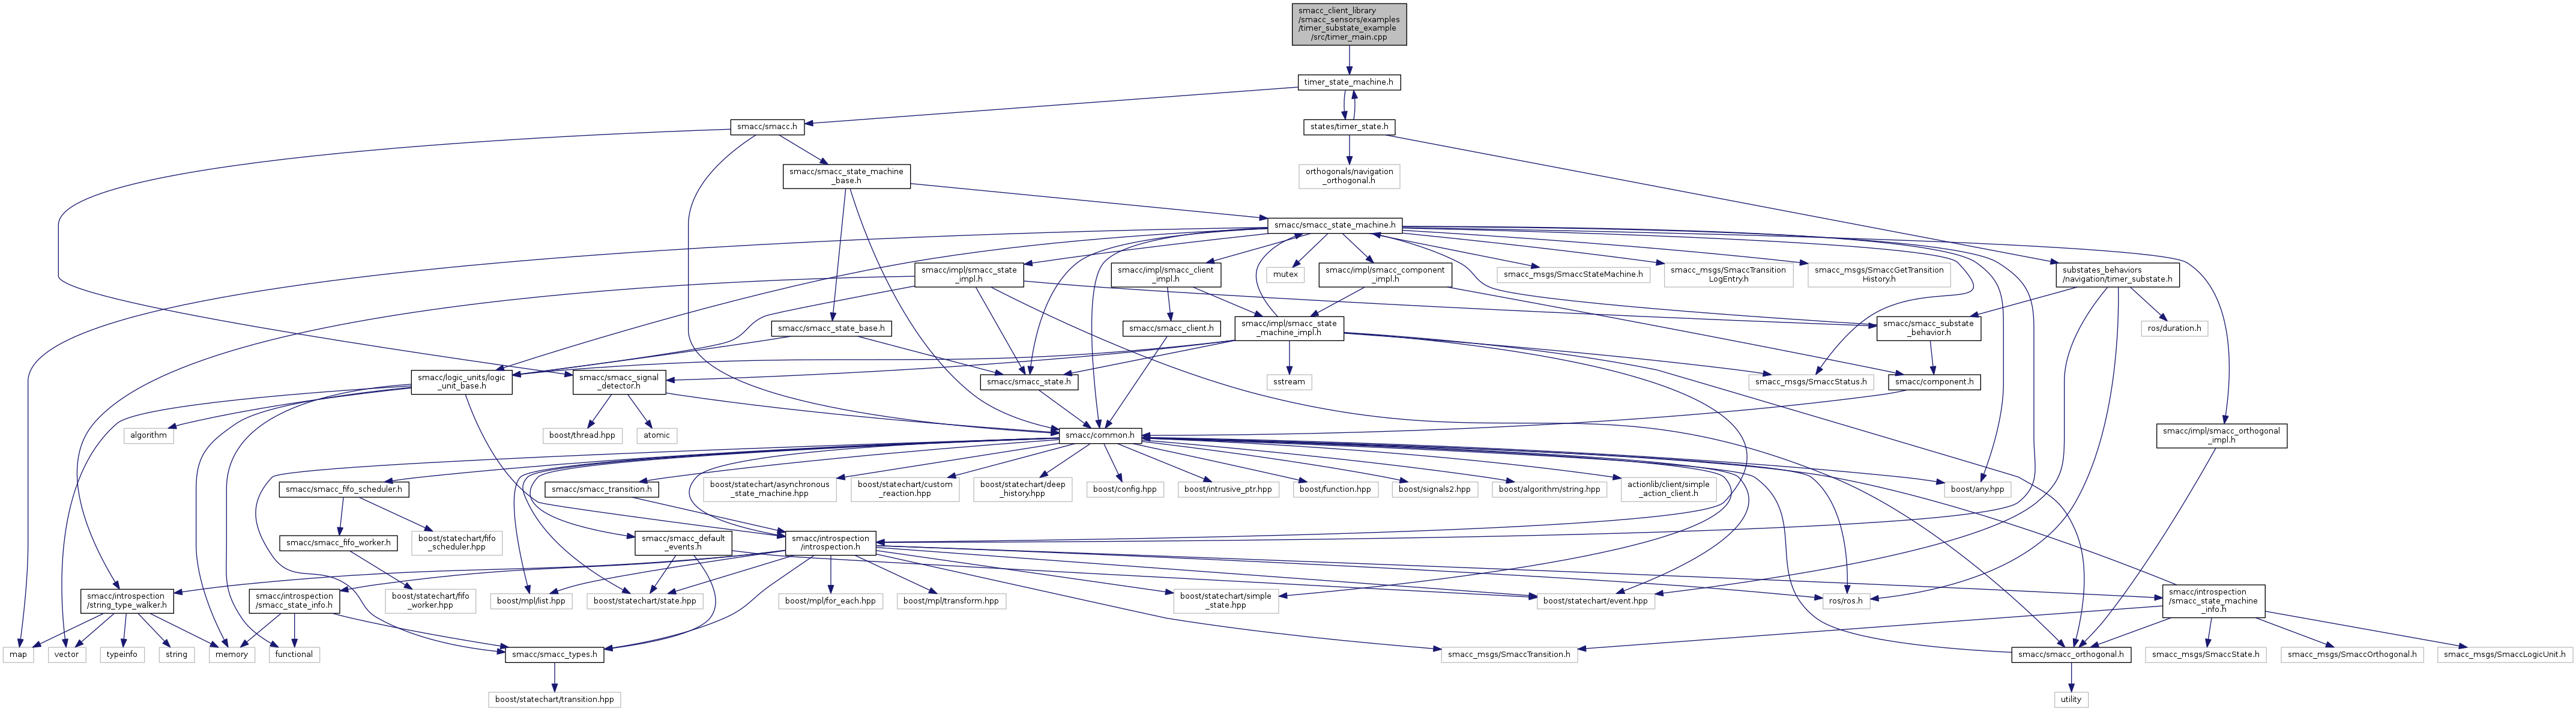 smacc_client_library
/smacc_sensors/examples
/timer_substate_example
/src/timer_main.cpp
timer_state_machine.h
smacc/smacc.h
states/timer_state.h
smacc/smacc_state_machine
_base.h
orthogonals/navigation
_orthogonal.h
smacc/smacc_state_machine.h
smacc/impl/smacc_state
_impl.h
smacc/impl/smacc_client
_impl.h
mutex
smacc/impl/smacc_component
_impl.h
smacc_msgs/SmaccStateMachine.h
smacc_msgs/SmaccTransition
LogEntry.h
smacc_msgs/SmaccGetTransition
History.h
substates_behaviors
/navigation/timer_substate.h
smacc/smacc_state_base.h
smacc/smacc_client.h
smacc/impl/smacc_state
_machine_impl.h
smacc/smacc_substate
_behavior.h
ros/duration.h
smacc/logic_units/logic
_unit_base.h
smacc/smacc_signal
_detector.h
smacc/smacc_state.h
sstream
smacc_msgs/SmaccStatus.h
smacc/component.h
algorithm
boost/thread.hpp
atomic
smacc/common.h
smacc/impl/smacc_orthogonal
_impl.h
smacc/smacc_fifo_scheduler.h
smacc/smacc_transition.h
boost/statechart/asynchronous
_state_machine.hpp
boost/statechart/custom
_reaction.hpp
boost/statechart/deep
_history.hpp
boost/config.hpp
boost/intrusive_ptr.hpp
boost/function.hpp
boost/signals2.hpp
boost/algorithm/string.hpp
actionlib/client/simple
_action_client.h
boost/any.hpp
smacc/smacc_fifo_worker.h
boost/statechart/fifo
_scheduler.hpp
smacc/smacc_default
_events.h
smacc/introspection
/introspection.h
smacc/introspection
/string_type_walker.h
smacc/introspection
/smacc_state_info.h
boost/statechart/fifo
_worker.hpp
boost/mpl/list.hpp
boost/statechart/state.hpp
boost/mpl/for_each.hpp
boost/mpl/transform.hpp
boost/statechart/simple
_state.hpp
boost/statechart/event.hpp
ros/ros.h
smacc/introspection
/smacc_state_machine
_info.h
map
vector
typeinfo
string
memory
functional
smacc/smacc_types.h
smacc_msgs/SmaccTransition.h
smacc/smacc_orthogonal.h
smacc_msgs/SmaccState.h
smacc_msgs/SmaccOrthogonal.h
smacc_msgs/SmaccLogicUnit.h
boost/statechart/transition.hpp
utility